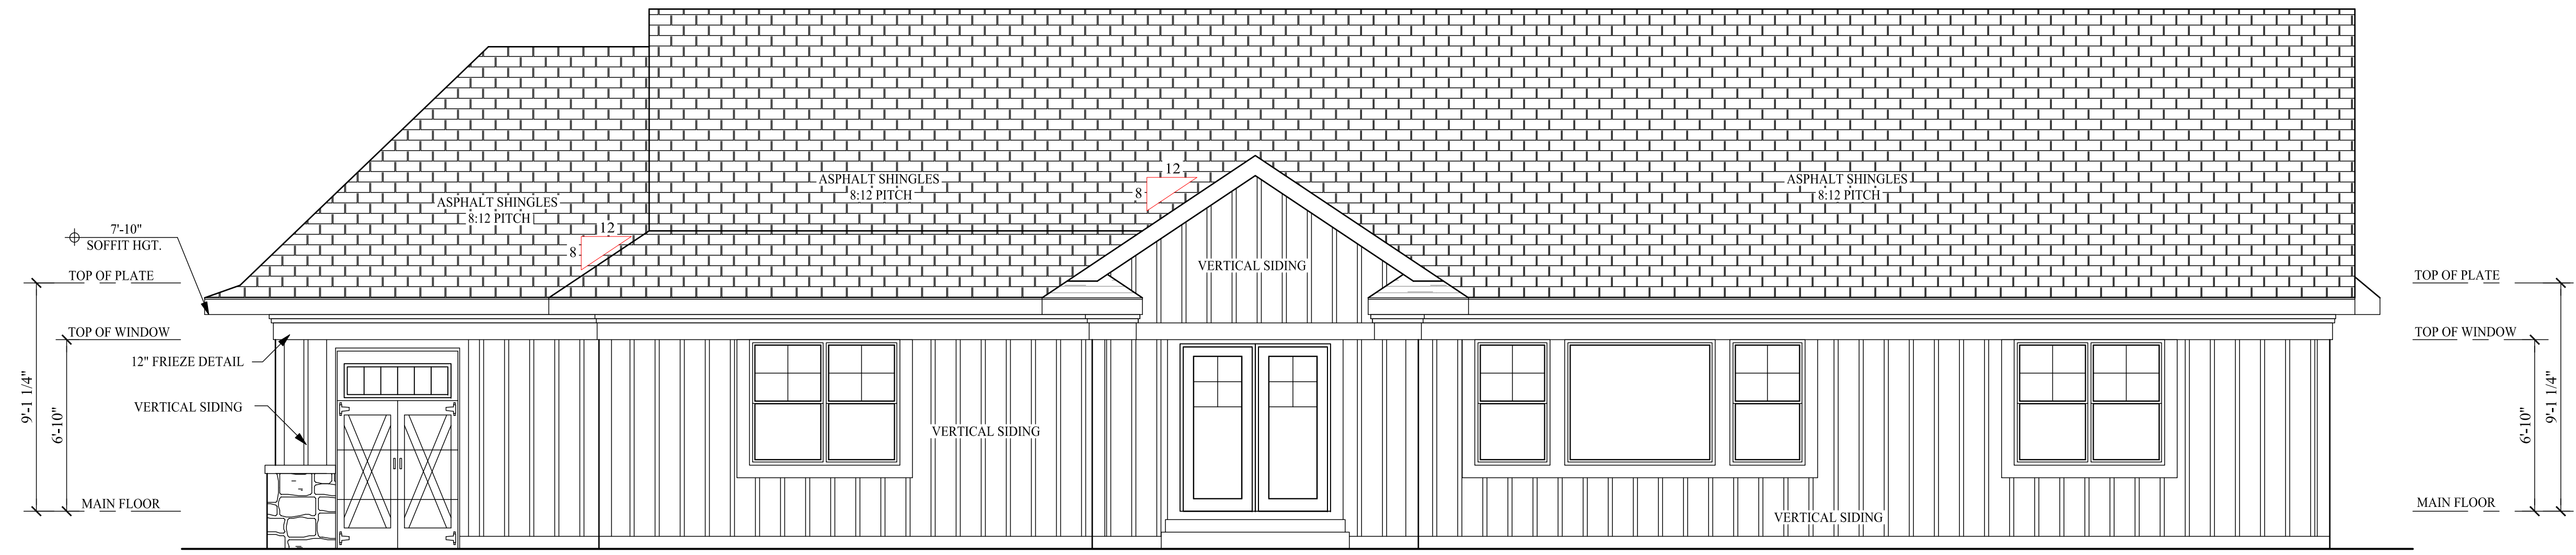 12
8
ASPHALT SHINGLES
8:12 PITCH
ASPHALT SHINGLES
8:12 PITCH
ASPHALT SHINGLES
8:12 PITCH
12
8
7'-10"
SOFFIT HGT.
TOP OF PLATE
VERTICAL SIDING
TOP OF PLATE
TOP OF WINDOW
TOP OF WINDOW
12" FRIEZE DETAIL
9'-1 1/4"
6'-10"
VERTICAL SIDING
VERTICAL SIDING
6'-10"
9'-1 1/4"
MAIN FLOOR
VERTICAL SIDING
MAIN FLOOR